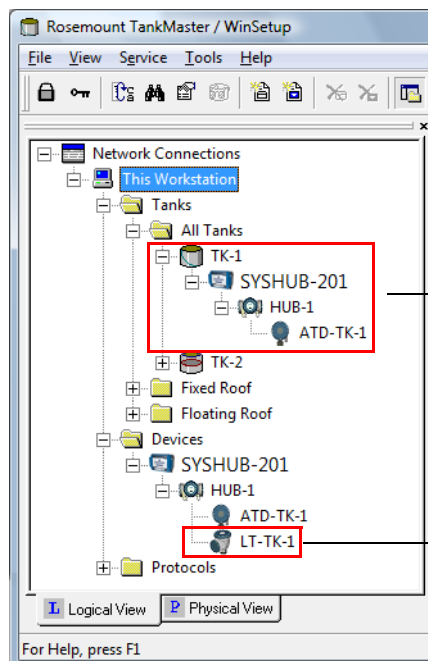 Rosemount TankMaster / WinSetup
File View Service Tools Help
Network Connections
This Workstation
Tanks
All Tanks
TK-1
SYSHUB-201
HUB-1
ATD-TK-1
TK-2
Fixed Roof
Floating Roof
Devices
SYSHUB-201
HUB-1
ATD-TK-1
LT-TK-1
Protocols
L Logical View P Physical View
For Help, press F1